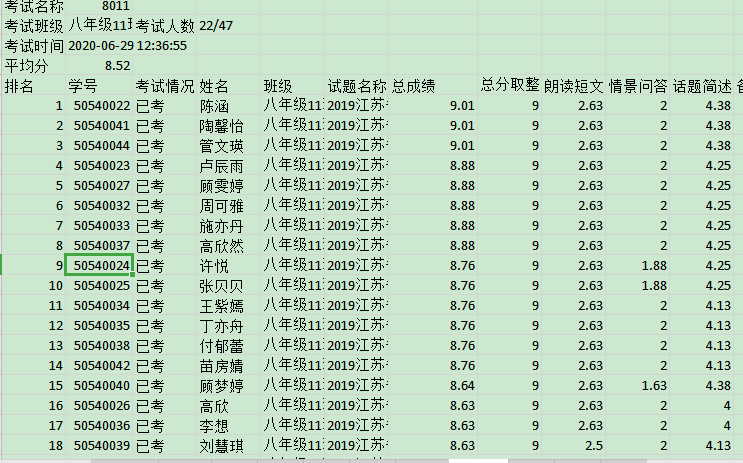 考试名称 8011
考试班级 八年级11 考试人数 22/47
考试时间 2020-06-29 12:36:55
平均分 8.52
排名 学号 考试情况 姓名 班级 试题名称 总成绩 总分取整 朗读短文 情景问答 话题简述
1 50540022 已考 陈涵 八年级11 2019江苏 9.01 9 2.63 2 4.38
2 50540041 已考 陶馨怡 八年级11 2019江苏 9.01 9 2.63 2 4.38
3 50540044 已考 管文瑛 八年级11 2019江苏 9.01 9 2.63 2 4.38
4 50540023 已考 卢辰雨 八年级11 2019江苏 8.88 9 2.63 2 4.25
5 50540027 已考 顾雯婷 八年级11 2019江苏 8.88 9 2.63 2 4.25
6 50540032 已考 周可雅 八年级11 2019江苏 8.88 9 2.63 2 4.25
7 50540033 已考 施亦丹 八年级11 2019江苏 8.88 9 2.63 2 4.25
8 50540037 已考 高欣然 八年级11 2019江苏 8.88 9 2.63 2 4.25
9 50540024 已考 许悦 八年级11 2019江苏 8.76 9 2.63 1.88 4.25
10 50540025 已考 张贝贝 八年级11 2019江苏 8.76 9 2.63 1.88 4.25
11 50540034 已考 王紫嫣 八年级11 2019江苏 8.76 9 2.63 2 4.13
12 50540035 已考 丁亦舟 八年级11 2019江苏 8.76 9 2.63 2 4.13
13 50540038 已考 付郁蕾 八年级11 2019江苏 8.76 9 2.63 2 4.13
14 50540042 已考 苗房婧 八年级11 2019江苏 8.76 9 2.63 2 4.13
15 50540040 已考 顾梦婷 八年级11 2019江苏 8.64 9 2.63 1.63 4.38
16 50540026 已考 高欣 八年级11 2019江苏 8.63 9 2.63 2 4
17 50540036 已考 李想 八年级11 2019江苏 8.63 9 2.63 2 4
18 50540039 已考 刘慧琪 八年级11 2019江苏 8.63 9 2.5 2 4.13